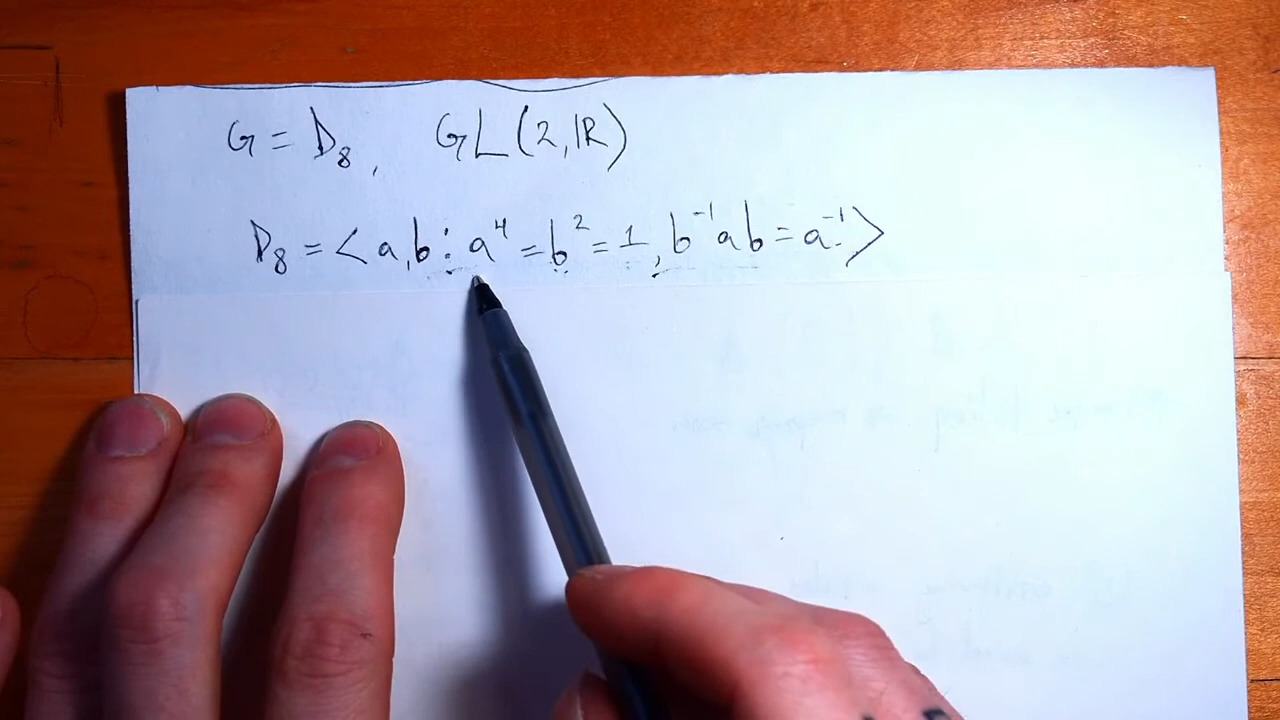 G = D₈, GL(2,ℝ)
D₈ = <a,b : a⁴ = b² = 1, b⁻¹ab = a⁻¹>